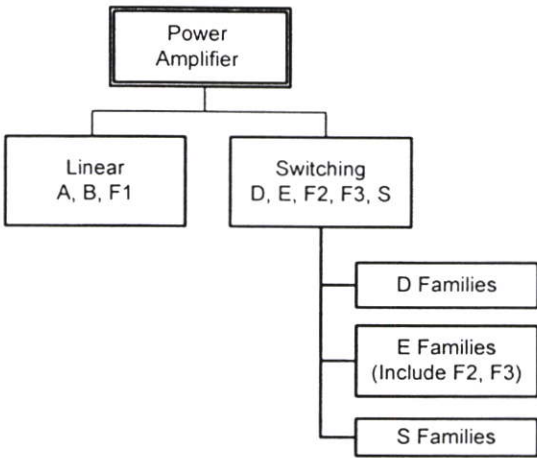 Power
Amplifier
Linear
A, B, F1
Switching
D, E, F2, F3, S
D Families
E Families
(Include F2, F3)
S Families